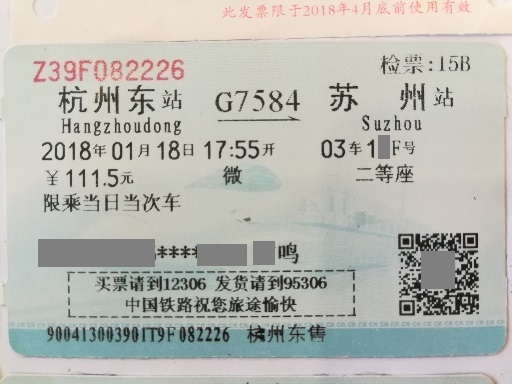 此发票限于2018年4月底前使用有效
Z39F082226 检票:15B
杭州东站 G7584 苏州站
Hangzhoudong Suzhou
2018年01月18日17:55开 03车1 F号
￥111.5元 微 二等座
限乘当日当次车
**** 鸣
买票请到12306 发货请到95306
中国铁路祝您旅途愉快
900413003901T9F082226 杭州东售